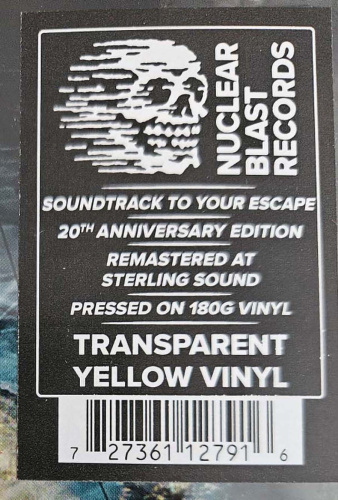 NUCLEAR
BLAST
RECORDS
SOUNDTRACK TO YOUR ESCAPE
20TH ANNIVERSARY EDITION
REMASTERED AT
STERLING SOUND
PRESSED ON 180G VINYL
TRANSPARENT
YELLOW VINYL
7 27361 12791 6